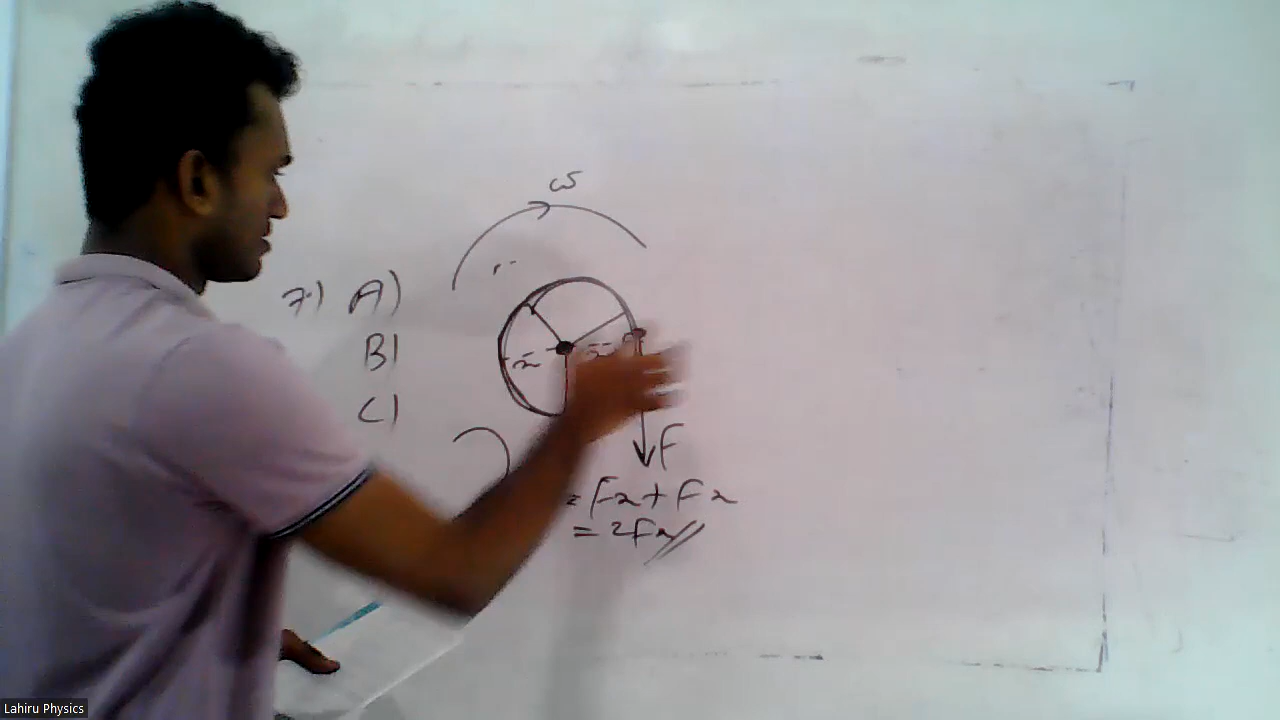 ω
7.) A)
B)
C)
x x
F
= Fx + Fx
= 2Fx //
Lahiru Physics